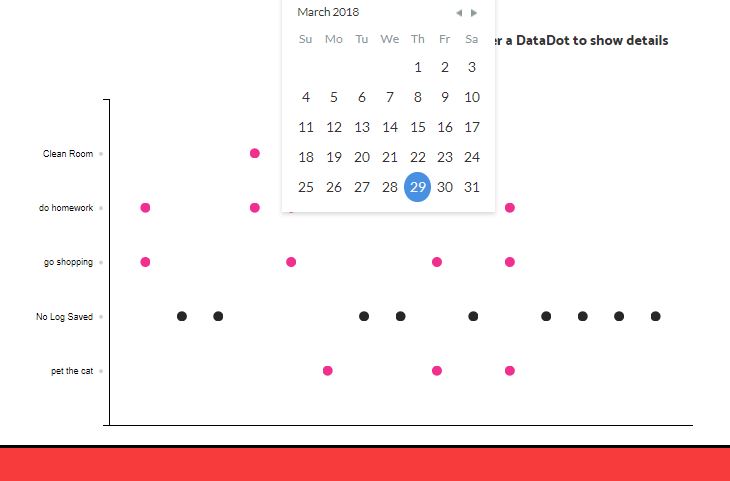 March 2018
Su Mo Tu We Th Fr Sa
r a DataDot to show details
1 2 3
4 5 6 7 8 9 10
11 12 13 14 15 16 17
18 19 20 21 22 23 24
25 26 27 28 29 30 31
Clean Room
do homework
go shopping
No Log Saved
pet the cat